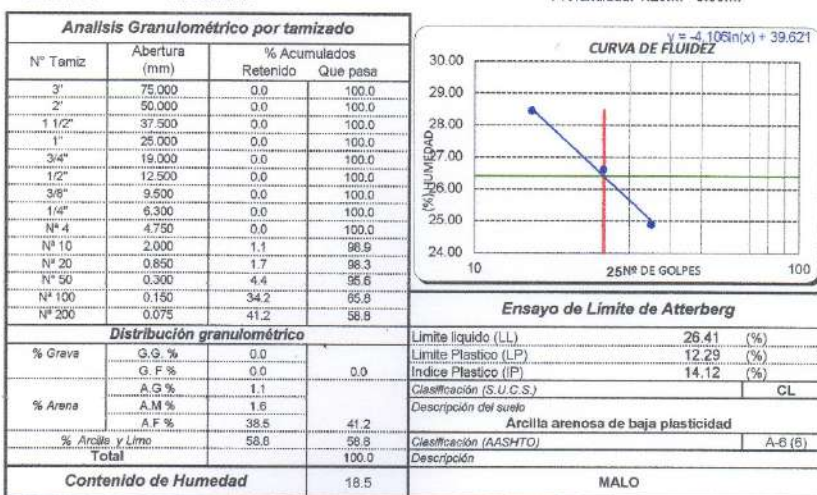 Analisis Granulométrico por tamizado
N° Tamiz Abertura (mm) % Acumulados
Retenido Que pasa
3" 75.000 0.0 100.0
2" 50.000 0.0 100.0
1 1/2" 37.500 0.0 100.0
1" 25.000 0.0 100.0
3/4" 19.000 0.0 100.0
1/2" 12.500 0.0 100.0
3/8" 9.500 0.0 100.0
1/4" 6.300 0.0 100.0
Nª 4 4.750 0.0 100.0
Nª 10 2.000 1.1 98.9
Nª 20 0.850 1.7 98.3
N° 50 0.300 4.4 95.6
Nª 100 0.150 34.2 65.8
Nª 200 0.075 41.2 58.8
Distribución granulométrico
% Grava G.G. % 0.0
G. F % 0.0 0.0
A.G % 1.1
% Arena A.M % 1.6
A.F % 38.5 41.2
% Arcilla y Limo 58.8 58.8
Total 100.0
Contenido de Humedad 18.5
y = -4.106ln(x) + 39.621
CURVA DE FLUIDEZ
30.00
29.00
28.00
27.00
26.00
25.00
24.00
(%) HUMEDAD
10 25 Nº DE GOLPES 100
Ensayo de Limite de Atterberg
Limite liquido (LL) 26.41 (%)
Limite Plastico (LP) 12.29 (%)
Indice Plastico (IP) 14.12 (%)
Clasificación (S.U.C.S.) CL
Descripción del suelo
Arcilla arenosa de baja plasticidad
Clasificación (AASHTO) A-6 (6)
Descripción
MALO